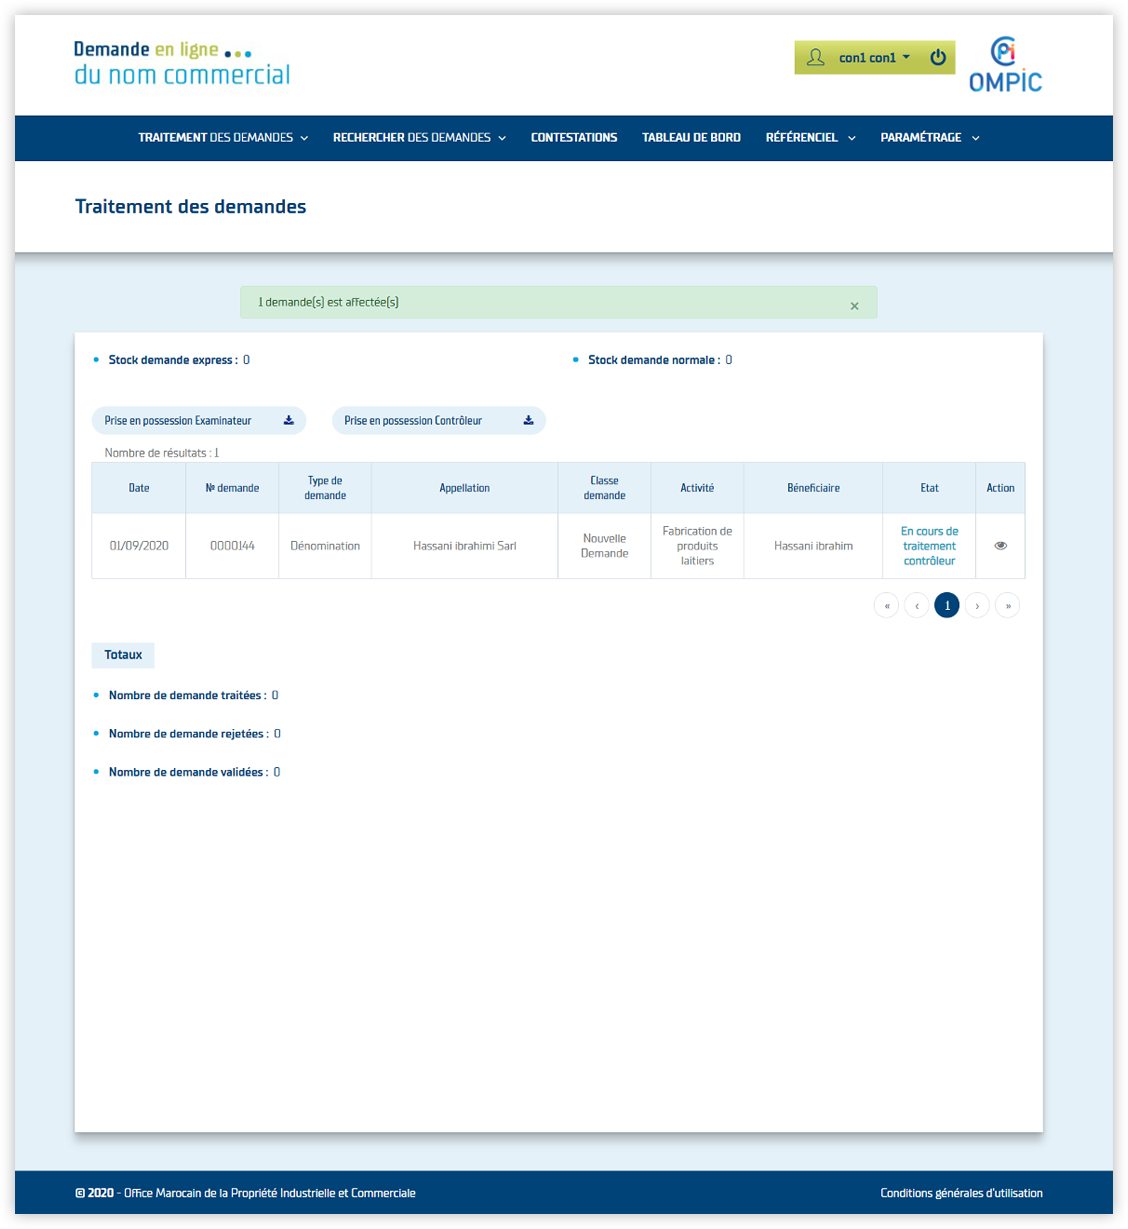 Demande en ligne
du nom commercial
con1 con1
OMPIC
TRAITEMENT DES DEMANDES
RECHERCHER DES DEMANDES
CONTESTATIONS
TABLEAU DE BORD
RÉFÉRENCIEL
PARAMÉTRAGE
Traitement des demandes
1 demande(s) est affectée(s)
×
Stock demande express : 0
Stock demande normale : 0
Prise en possession Examinateur
Prise en possession Contrôleur
Nombre de résultats : 1
Date
№ demande
Type de
demande
Appellation
Classe
demande
Activité
Béneficiaire
Etat
Action
01/09/2020
0000144
Dénomination
Hassani ibrahimi Sarl
Nouvelle
Demande
Fabrication de
produits
laitiers
Hassani ibrahim
En cours de
traitement
contrôleur
« ‹ 1 › »
Totaux
Nombre de demande traitées : 0
Nombre de demande rejetées : 0
Nombre de demande validées : 0
© 2020 - Office Marocain de la Propriété Industrielle et Commerciale
Conditions générales d'utilisation